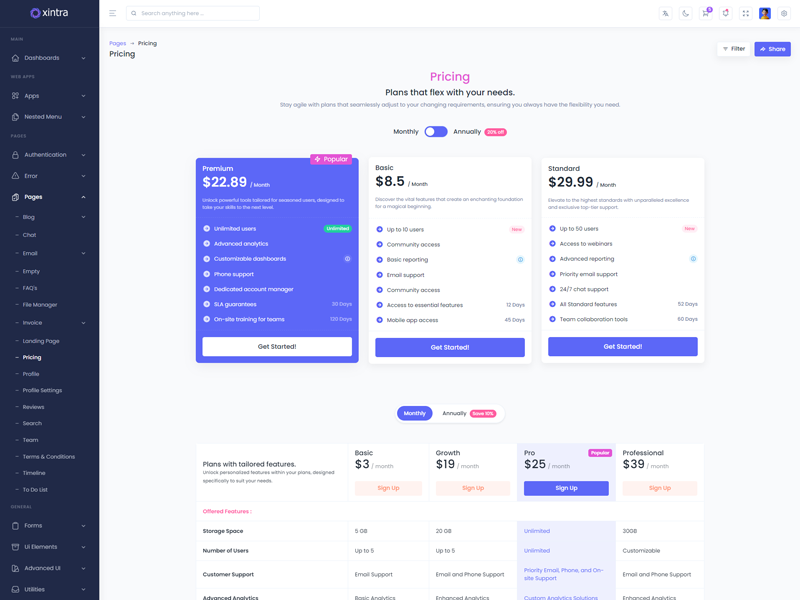 xintra
Search anything here ...
5
MAIN
Dashboards
WEB APPS
Apps
Nested Menu
PAGES
Authentication
Error
Pages
Blog
Chat
Email
Empty
FAQ's
File Manager
Invoice
Landing Page
Pricing
Profile
Profile Settings
Reviews
Search
Team
Terms & Conditions
Timeline
To Do List
GENERAL
Forms
Ui Elements
Advanced UI
Utilities
Pages → Pricing
Pricing
Filter
Share
Pricing
Plans that flex with your needs.
Stay agile with plans that seamlessly adjust to your changing requirements, ensuring you always have the flexibility you need.
Monthly Annually 20% off
Popular
Premium
$22.89 / Month
Unlock powerful tools tailored for seasoned users, designed to take your skills to the next level.
Unlimited users Unlimited
Advanced analytics
Customizable dashboards
Phone support
Dedicated account manager
SLA guarantees 30 Days
On-site training for teams 120 Days
Get Started!
Basic
$8.5 / Month
Discover the vital features that create an enchanting foundation for a magical beginning.
Up to 10 users New
Community access
Basic reporting
Email support
Community access
Access to essential features 12 Days
Mobile app access 45 Days
Get Started!
Standard
$29.99 / Month
Elevate to the highest standards with unparalleled excellence and exclusive top-tier support.
Up to 50 users New
Access to webinars
Advanced reporting
Priority email support
24/7 chat support
All Standard features 52 Days
Team collaboration tools 60 Days
Get Started!
Monthly Annually Save 10%
Plans with tailored features.
Unlock personalized features within your plans, designed specifically to suit your needs.
Basic
$3 / month
Sign Up
Growth
$19 / month
Sign Up
Pro Popular
$25 / month
Sign Up
Professional
$39 / month
Sign Up
Offered Features :
Storage Space 5 GB 20 GB Unlimited 30GB
Number of Users Up to 5 Up to 5 Unlimited Customizable
Customer Support Email Support Email and Phone Support Priority Email, Phone, and On-site Support Email and Phone Support
Advanced Analytics Basic Analytics Enhanced Analytics Custom Analytics Solutions Enhanced Analytics